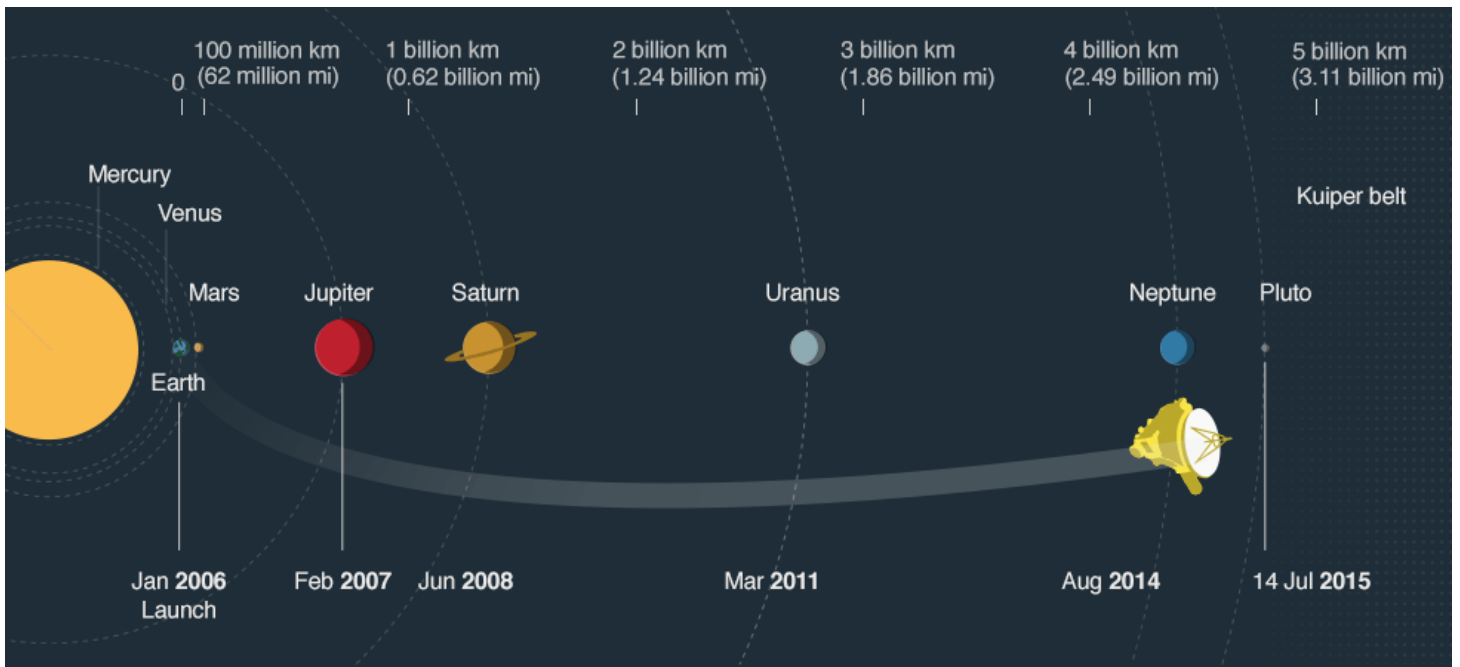 0
100 million km
(62 million mi)
1 billion km
(0.62 billion mi)
2 billion km
(1.24 billion mi)
3 billion km
(1.86 billion mi)
4 billion km
(2.49 billion mi)
5 billion km
(3.11 billion mi)
Mercury
Venus
Kuiper belt
Mars
Jupiter
Saturn
Uranus
Neptune
Pluto
Earth
Jan 2006
Launch
Feb 2007
Jun 2008
Mar 2011
Aug 2014
14 Jul 2015